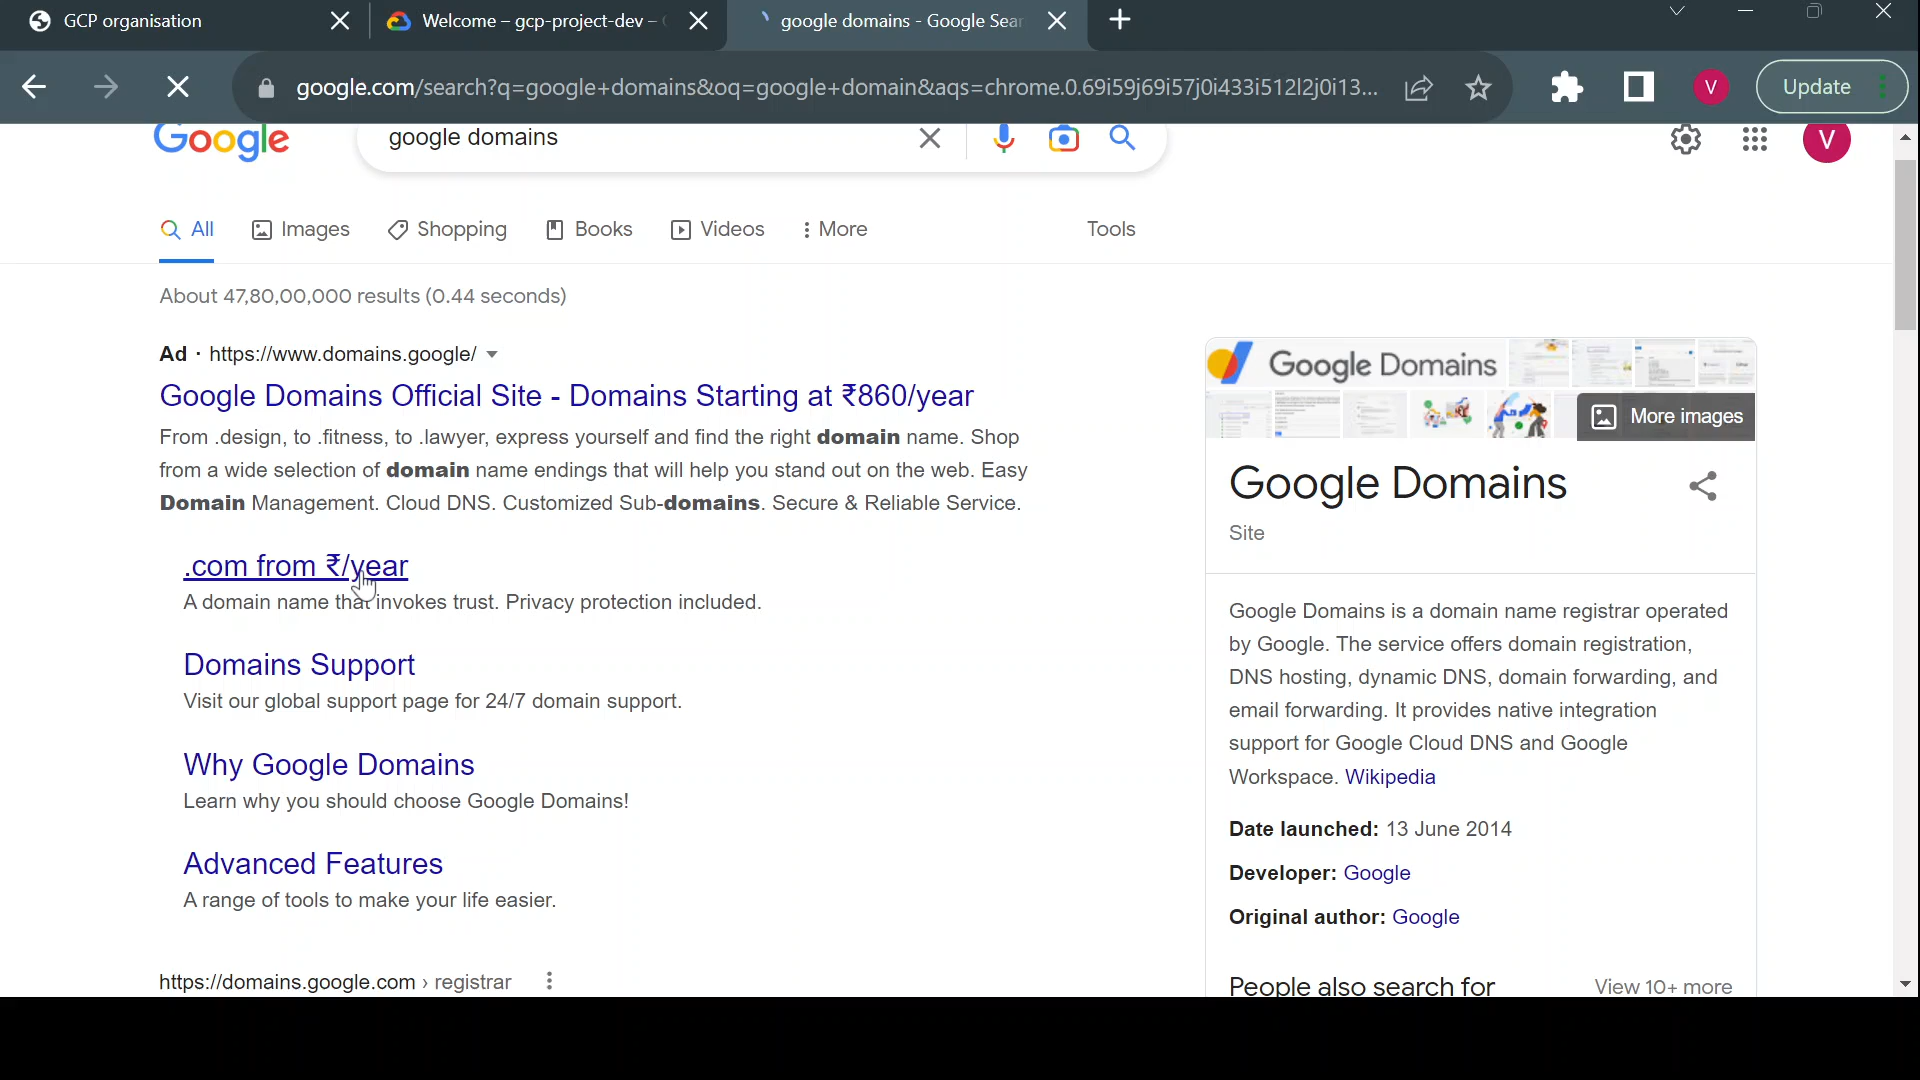 GCP organisation
Welcome – gcp-project-dev –
google domains - Google Sear
google.com/search?q=google+domains&oq=google+domain&aqs=chrome.0.69i59j69i57j0i433i512l2j0i13...
V
Update
Google
google domains
V
All
Images
Shopping
Books
Videos
More
Tools
About 47,80,00,000 results (0.44 seconds)
Ad · https://www.domains.google/
Google Domains Official Site - Domains Starting at ₹860/year
From .design, to .fitness, to .lawyer, express yourself and find the right domain name. Shop
from a wide selection of domain name endings that will help you stand out on the web. Easy
Domain Management. Cloud DNS. Customized Sub-domains. Secure & Reliable Service.
.com from ₹/year
A domain name that invokes trust. Privacy protection included.
Domains Support
Visit our global support page for 24/7 domain support.
Why Google Domains
Learn why you should choose Google Domains!
Advanced Features
A range of tools to make your life easier.
https://domains.google.com › registrar
Google Domains
More images
Google Domains
Site
Google Domains is a domain name registrar operated
by Google. The service offers domain registration,
DNS hosting, dynamic DNS, domain forwarding, and
email forwarding. It provides native integration
support for Google Cloud DNS and Google
Workspace. Wikipedia
Date launched: 13 June 2014
Developer: Google
Original author: Google
People also search for
View 10+ more